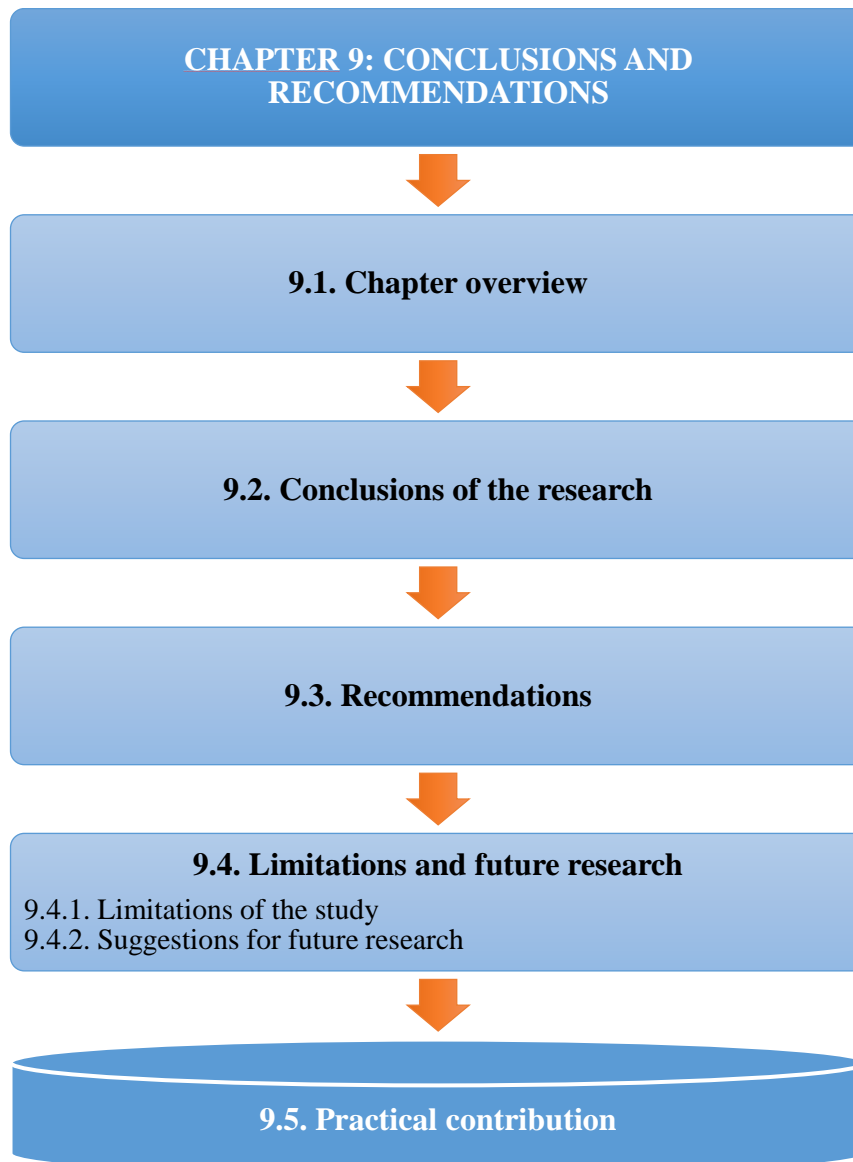 CHAPTER 9: CONCLUSIONS AND
RECOMMENDATIONS
9.1. Chapter overview
9.2. Conclusions of the research
9.3. Recommendations
9.4. Limitations and future research
9.4.1. Limitations of the study
9.4.2. Suggestions for future research
9.5. Practical contribution